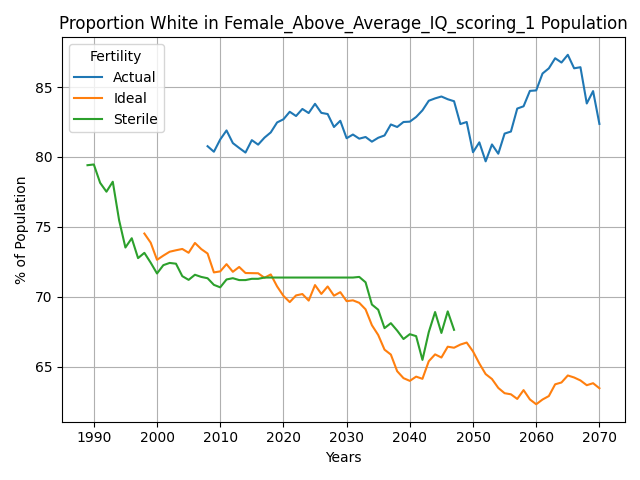 Proportion White in Female_Above_Average_IQ_scoring_1 Population
Fertility
Actual
Ideal
Sterile
% of Population
85
80
75
70
65
1990
2000
2010
2020
2030
2040
2050
2060
2070
Years